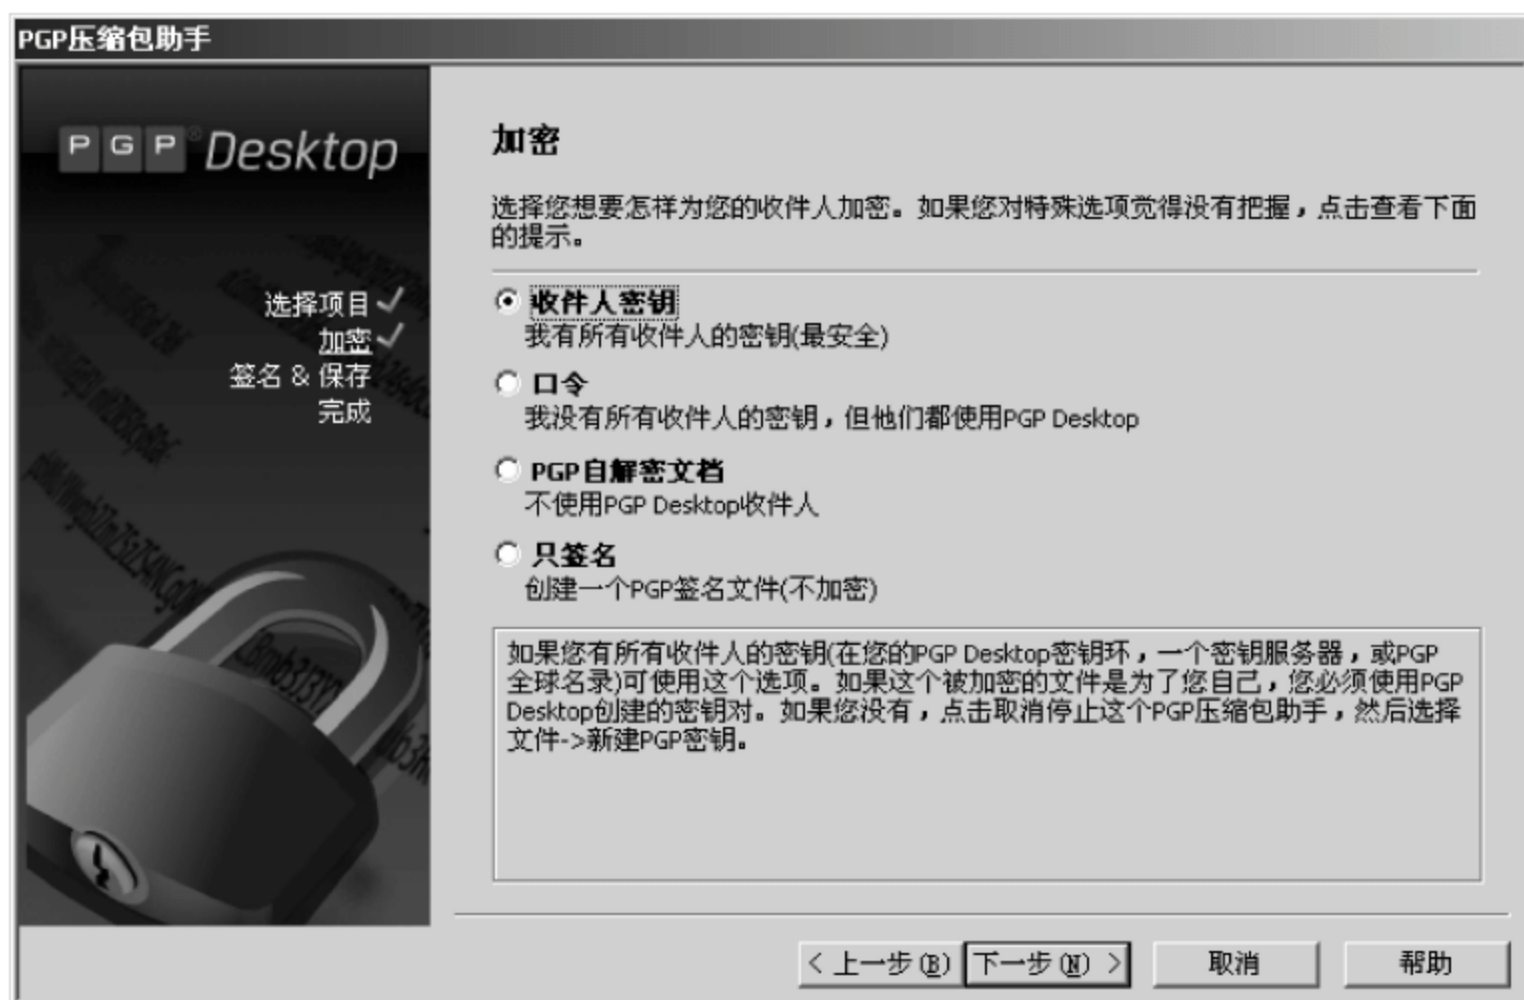 PGP压缩包助手
PGP® Desktop
选择项目
加密
签名 & 保存
完成
加密
选择您想要怎样为您的收件人加密。如果您对特殊选项觉得没有把握，点击查看下面
的提示。
收件人密钥
我有所有收件人的密钥(最安全)
口令
我没有所有收件人的密钥，但他们都使用PGP Desktop
PGP自解密文档
不使用PGP Desktop收件人
只签名
创建一个PGP签名文件(不加密)
如果您有所有收件人的密钥(在您的PGP Desktop密钥环，一个密钥服务器，或PGP
全球名录)可使用这个选项。如果这个被加密的文件是为了您自己，您必须使用PGP
Desktop创建的密钥对。如果您没有，点击取消停止这个PGP压缩包助手，然后选择
文件->新建PGP密钥。
< 上一步(B) 下一步(N) > 取消 帮助